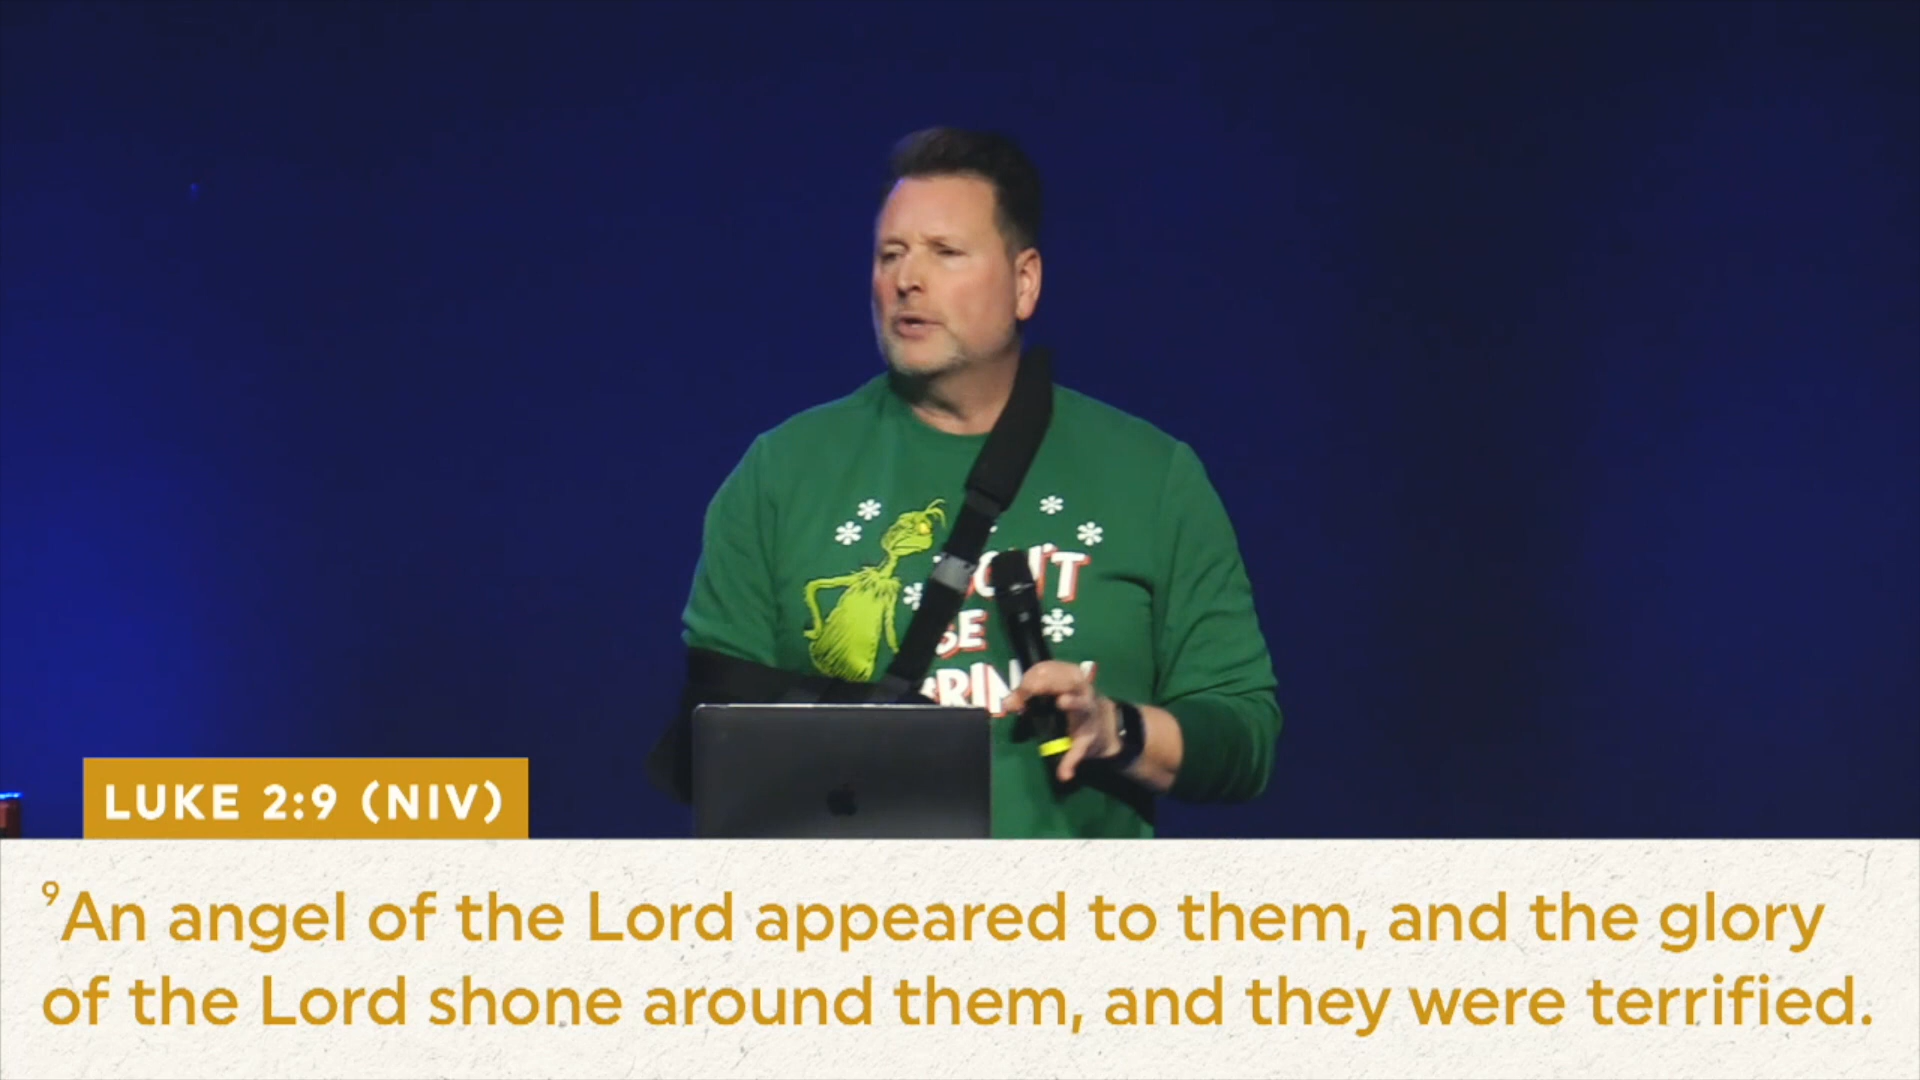 LUKE 2:9 (NIV)
⁹An angel of the Lord appeared to them, and the glory
of the Lord shone around them, and they were terrified.